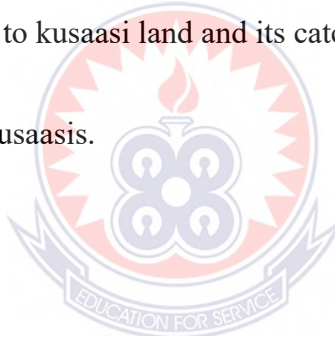 to kusaasi land and its cate
usaasis.
EDUCATION FOR SERVICE